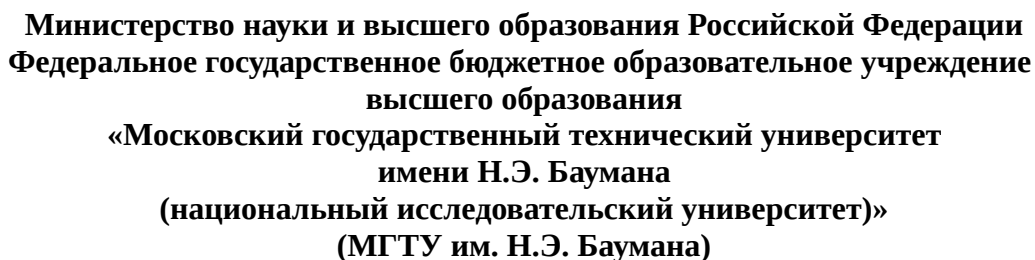 Министерство науки и высшего образования Российской Федерации
Федеральное государственное бюджетное образовательное учреждение
высшего образования
«Московский государственный технический университет
имени Н.Э. Баумана
(национальный исследовательский университет)»
(МГТУ им. Н.Э. Баумана)